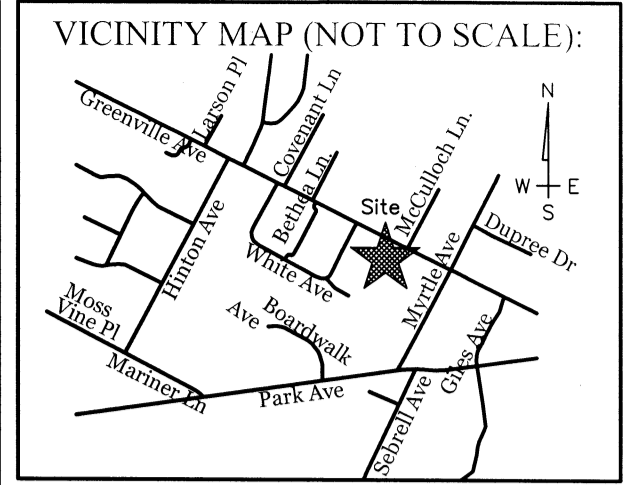 VICINITY MAP (NOT TO SCALE):
Greenville Ave
Larson Pl
Covenant Ln
Bethea Ln.
McCulloch Ln.
N
W E
S
Site
Dupree Dr
Hinton Ave
White Ave
Myrtle Ave
Moss
Vine Pl
Boardwalk
Ave
Giles Ave
Mariner Ln
Park Ave
Sebrell Ave